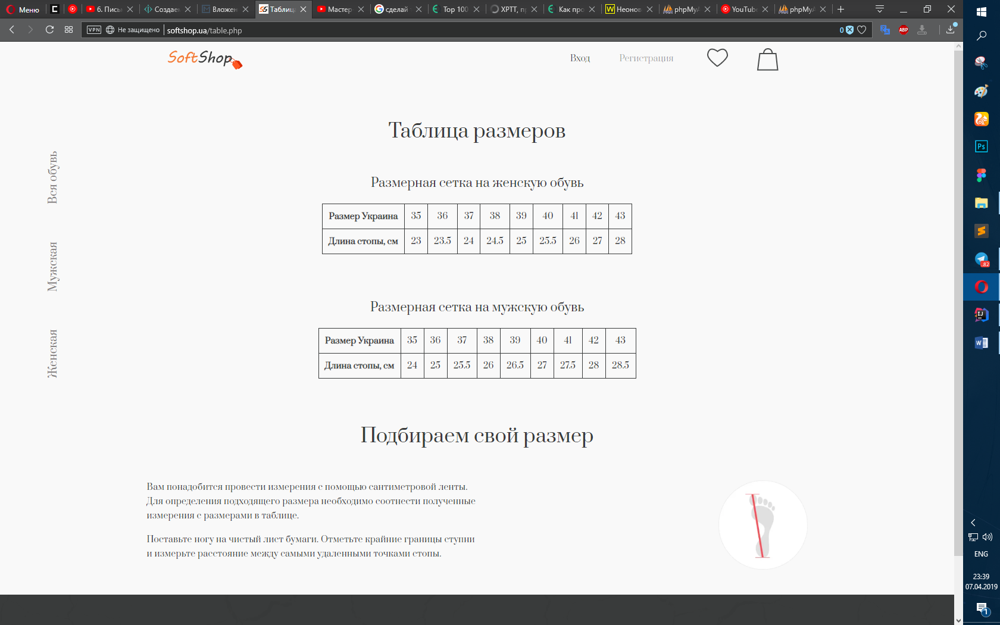 Меню
6. Письм
Создаем
Вложен
Таблица
Мастер-
сделай
Top 100
ХРТТ, п
Как про
Неонов
phpMyA
YouTube
phpMyA
VPN
Не защищено
softshop.ua/table.php
0
ABP
SoftShop
Вход
Регистрация
Таблица размеров
Вся обувь
Мужская
Женская
Размерная сетка на женскую обувь
Размер Украина 35 36 37 38 39 40 41 42 43
Длина стопы, см 23 23.5 24 24.5 25 25.5 26 27 28
Размерная сетка на мужскую обувь
Размер Украина 35 36 37 38 39 40 41 42 43
Длина стопы, см 24 25 25.5 26 26.5 27 27.5 28 28.5
Подбираем свой размер
Вам понадобится провести измерения с помощью сантиметровой ленты.
Для определения подходящего размера необходимо соотнести полученные
измерения с размерами в таблице.
Поставьте ногу на чистый лист бумаги. Отметьте крайние границы ступни
и измерьте расстояние между самыми удаленными точками стопы.
Ps
82
IJ
W
ENG
23:39
07.04.2019
1